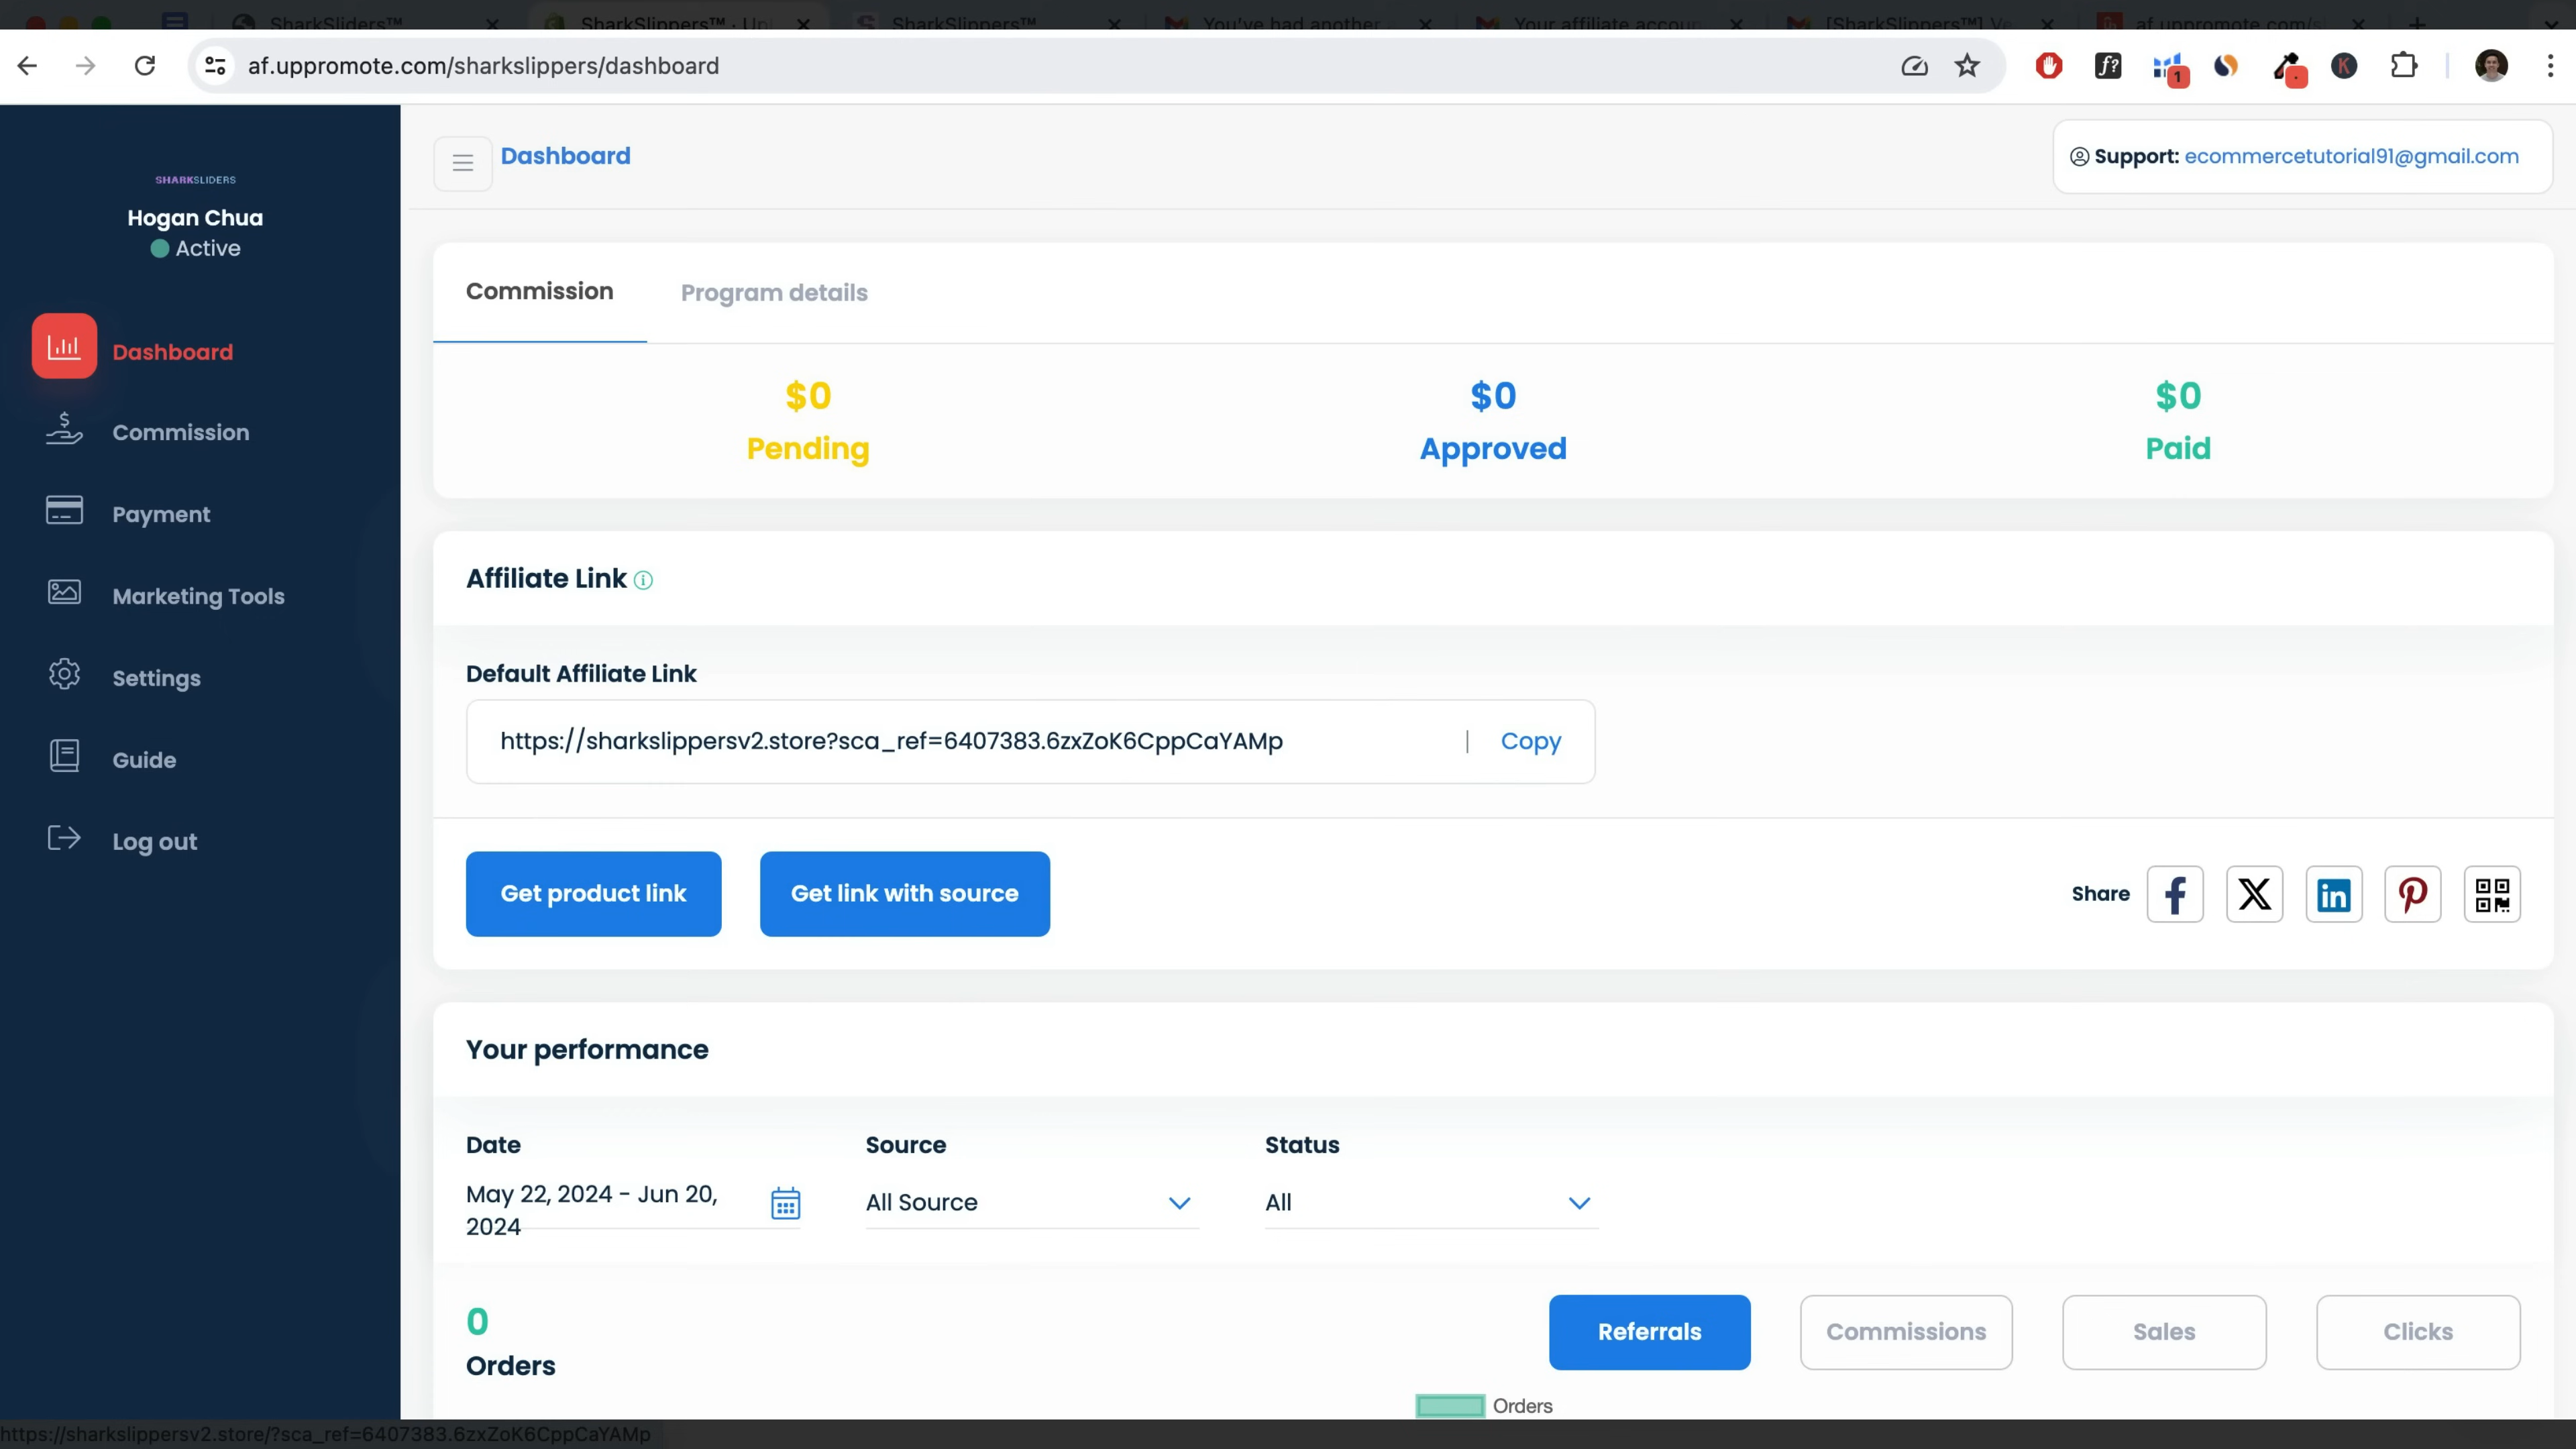 SharkSliders™
SharkSlippers™ · Up
SharkSlippers™
You've had another
Your affiliate accoun
[SharkSlippers™] Ve
af.uppromote.com/s
af.uppromote.com/sharkslippers/dashboard
f?
1
K
SHARKSLIDERS
Hogan Chua
Active
Dashboard
Commission
Payment
Marketing Tools
Settings
Guide
Log out
Dashboard
Support: ecommercetutorial91@gmail.com
Commission
Program details
$0
Pending
$0
Approved
$0
Paid
Affiliate Link
Default Affiliate Link
https://sharkslippersv2.store?sca_ref=6407383.6zxZoK6CppCaYAMp
| Copy
Get product link
Get link with source
Share
Your performance
Date
May 22, 2024 - Jun 20,
2024
Source
All Source
Status
All
0
Orders
Referrals
Commissions
Sales
Clicks
Orders
https://sharkslippersv2.store/?sca_ref=6407383.6zxZoK6CppCaYAMp